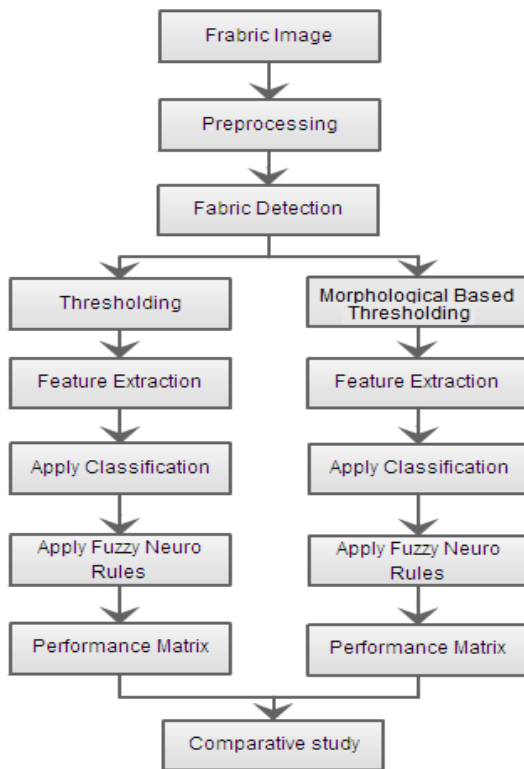 Frabric Image
Preprocessing
Fabric Detection
Thresholding
Morphological Based
Thresholding
Feature Extraction
Feature Extraction
Apply Classification
Apply Classification
Apply Fuzzy Neuro
Rules
Apply Fuzzy Neuro
Rules
Performance Matrix
Performance Matrix
Comparative study